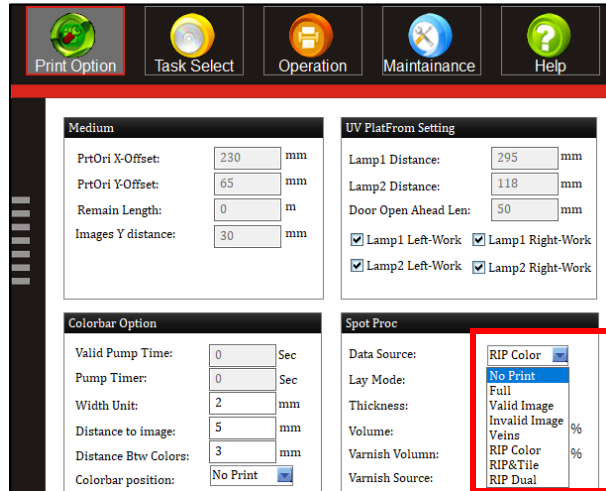 Print Option Task Select Operation Maintainance Help
Medium
PrtOri X-Offset: 230 mm
PrtOri Y-Offset: 65 mm
Remain Length: 0 m
Images Y distance: 30 mm
UV PlatFrom Setting
Lamp1 Distance: 295 mm
Lamp2 Distance: 118 mm
Door Open Ahead Len: 50 mm
Lamp1 Left-Work Lamp1 Right-Work
Lamp2 Left-Work Lamp2 Right-Work
Colorbar Option
Valid Pump Time: 0 Sec
Pump Timer: 0 Sec
Width Unit: 2 mm
Distance to image: 5 mm
Distance Btw Colors: 3 mm
Colorbar position: No Print
Spot Proc
Data Source: RIP Color
Lay Mode:
Thickness:
Volume: %
Varnish Volumn: %
Varnish Source:
No Print
Full
Valid Image
Invalid Image
Veins
RIP Color
RIP&Tile
RIP Dual